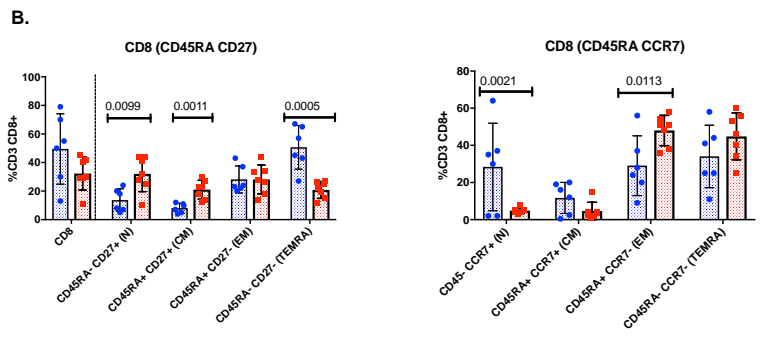 B.
CD8 (CD45RA CD27)
%CD3 CD8+
100
80
60
40
20
0
0.0099
0.0011
0.0005
CD8
CD45RA- CD27+ (N)
CD45RA+ CD27+ (CM)
CD45RA+ CD27- (EM)
CD45RA- CD27- (TEMRA)
CD8 (CD45RA CCR7)
%CD3 CD8+
80
60
40
20
0
0.0021
0.0113
CD45- CCR7+ (N)
CD45RA+ CCR7+ (CM)
CD45RA+ CCR7- (EM)
CD45RA- CCR7- (TEMRA)